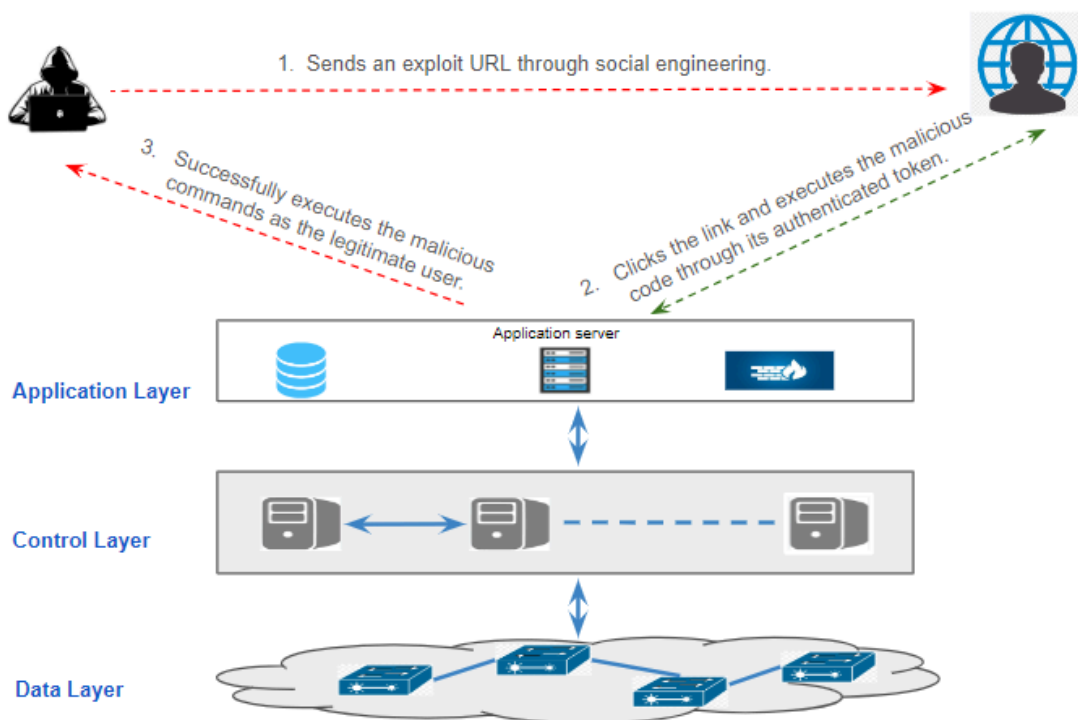 1. Sends an exploit URL through social engineering.
3. Successfully executes the malicious
commands as the legitimate user.
2. Clicks the link and executes the malicious
code through its authenticated token.
Application server
Application Layer
Control Layer
Data Layer